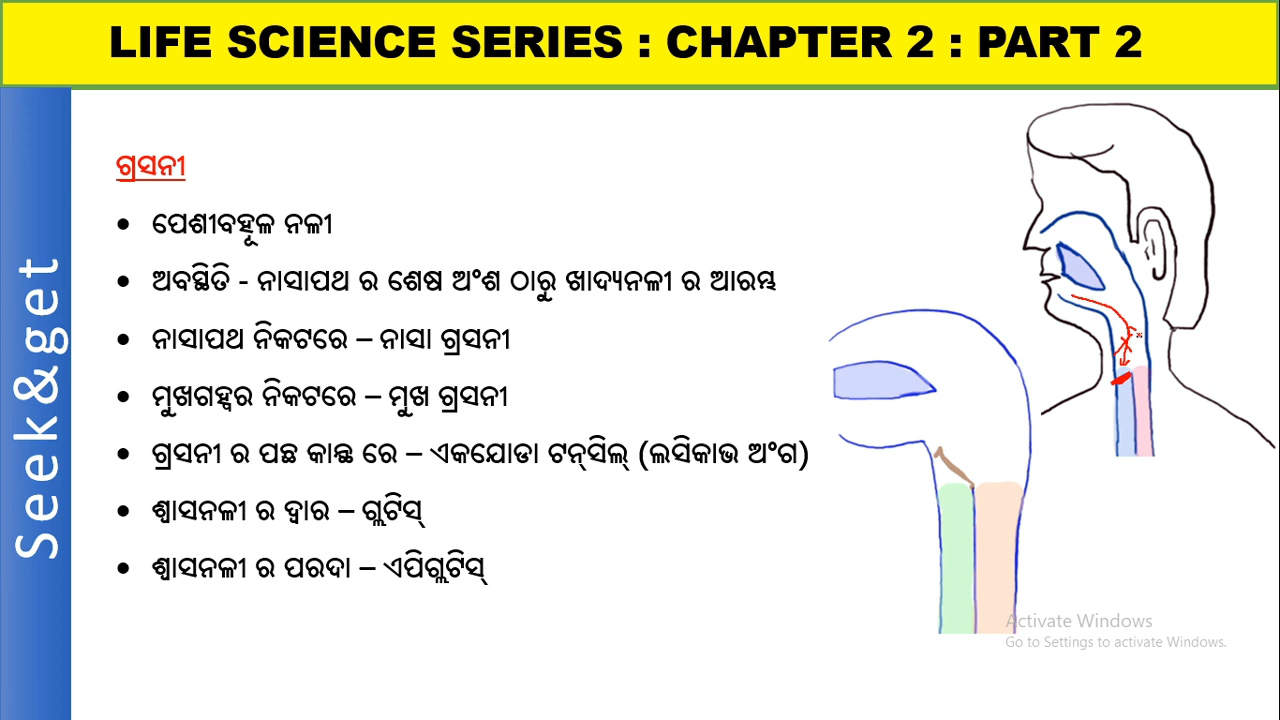 LIFE SCIENCE SERIES : CHAPTER 2 : PART 2
Seek&get
ଗ୍ରସନୀ
• ପେଶୀବହୂଳ ନଳୀ
• ଅବସ୍ଥିତି - ନାସାପଥ ର ଶେଷ ଅଂଶ ଠାରୁ ଖାଦ୍ୟନଳୀ ର ଆରମ୍ଭ
• ନାସାପଥ ନିକଟରେ – ନାସା ଗ୍ରସନୀ
• ମୁଖଗହ୍ବର ନିକଟରେ – ମୁଖ ଗ୍ରସନୀ
• ଗ୍ରସନୀ ର ପଛ କାନ୍ଥ ରେ – ଏକଯୋଡା ଟନ୍‌ସିଲ୍ (ଲସିକାଭ ଅଂଗ)
• ଶ୍ୱାସନଳୀ ର ଦ୍ୱାର – ଗ୍ଲଟିସ୍
• ଶ୍ୱାସନଳୀ ର ପରଦା – ଏପିଗ୍ଲଟିସ୍
Activate Windows
Go to Settings to activate Windows.